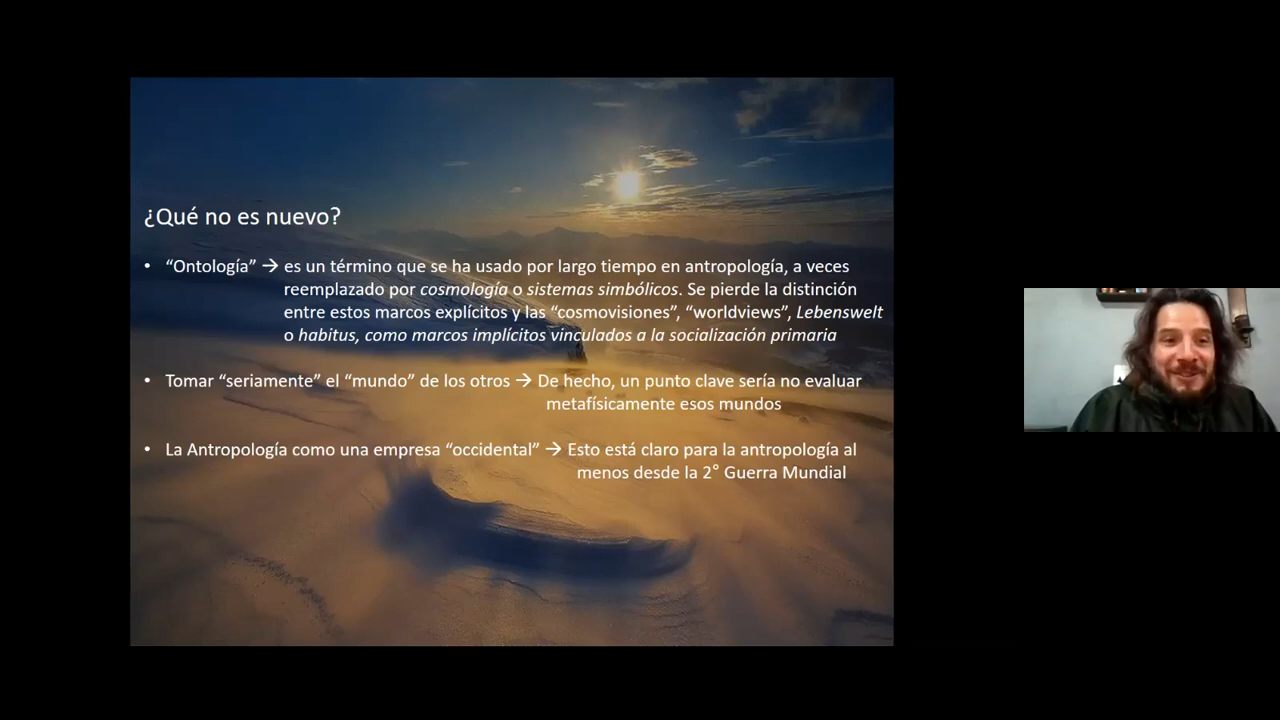 ¿Qué no es nuevo?
• “Ontología” → es un término que se ha usado por largo tiempo en antropología, a veces
reemplazado por cosmología o sistemas simbólicos. Se pierde la distinción
entre estos marcos explícitos y las “cosmovisiones”, “worldviews”, Lebenswelt
o habitus, como marcos implícitos vinculados a la socialización primaria
• Tomar “seriamente” el “mundo” de los otros → De hecho, un punto clave sería no evaluar
metafísicamente esos mundos
• La Antropología como una empresa “occidental” → Esto está claro para la antropología al
menos desde la 2° Guerra Mundial